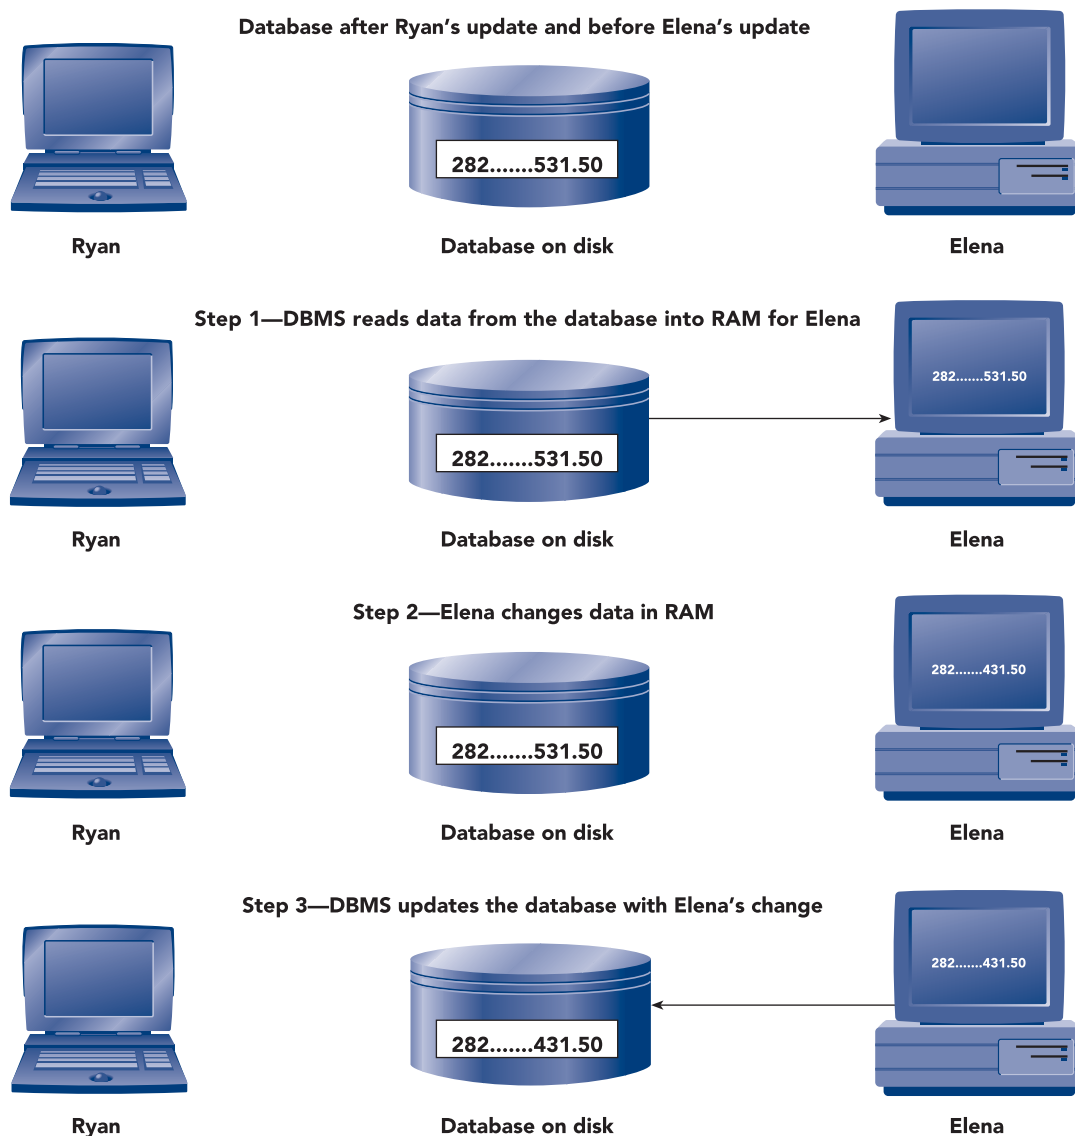 Database after Ryan’s update and before Elena’s update
282.......531.50
Ryan
Database on disk
Elena
Step 1—DBMS reads data from the database into RAM for Elena
282.......531.50
282.......531.50
Ryan
Database on disk
Elena
Step 2—Elena changes data in RAM
282.......531.50
282.......431.50
Ryan
Database on disk
Elena
Step 3—DBMS updates the database with Elena’s change
282.......431.50
282.......431.50
Ryan
Database on disk
Elena